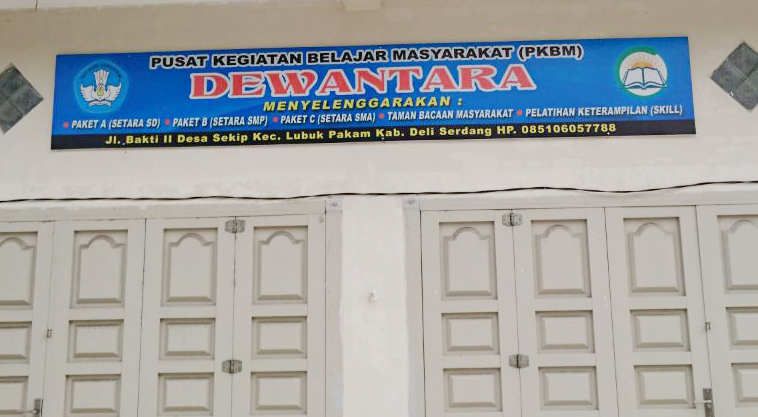 PUSAT KEGIATAN BELAJAR MASYARAKAT (PKBM)
DEWANTARA
MENYELENGGARAKAN :
• PAKET A (SETARA SD) • PAKET B (SETARA SMP) • PAKET C (SETARA SMA) • TAMAN BACAAN MASYARAKAT • PELATIHAN KETERAMPILAN (SKILL)
Jl. Bakti II Desa Sekip Kec. Lubuk Pakam Kab. Deli Serdang HP. 085106057788